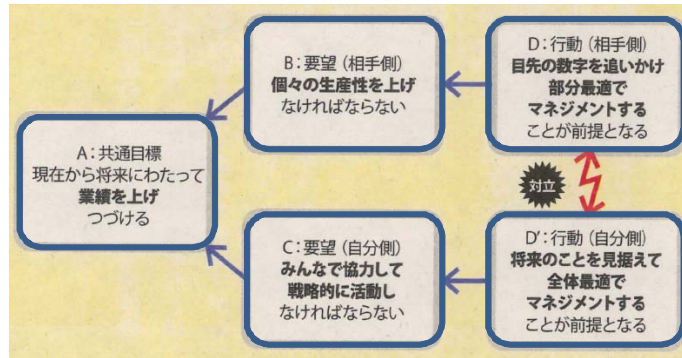 A:共通目標
現在から将来にわたって
業績を上げ
つづける
B:要望(相手側)
個々の生産性を上げ
なければならない
C:要望(自分側)
みんなで協力して
戦略的に活動し
なければならない
D:行動(相手側)
目先の数字を追いかけ
部分最適で
マネジメントする
ことが前提となる
対立
D':行動(自分側)
将来のことを見据えて
全体最適で
マネジメントする
ことが前提となる